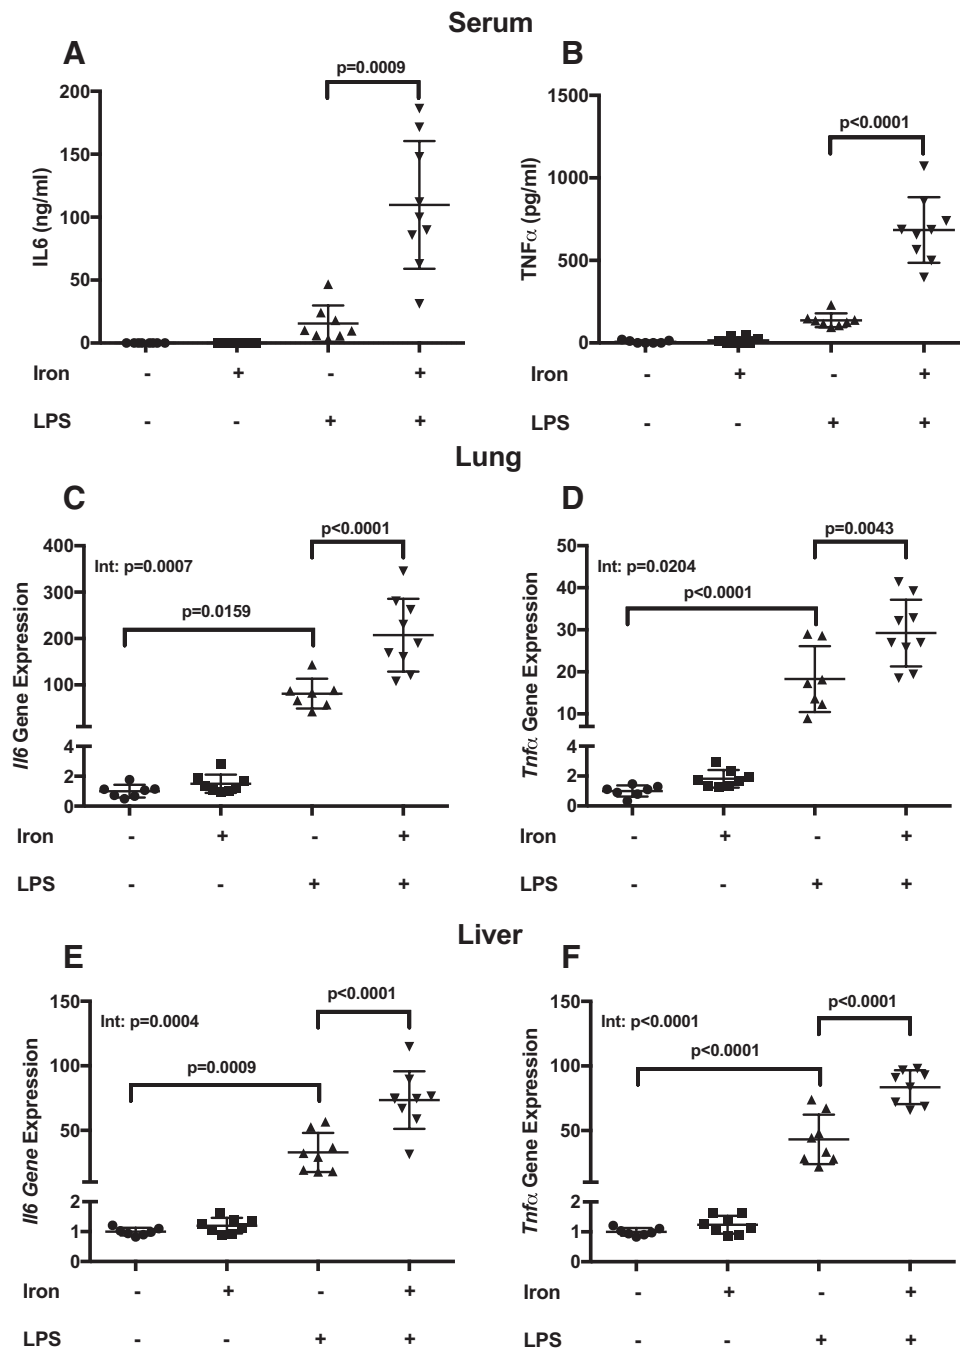 Serum
A
B
p=0.0009
p<0.0001
200
150
100
50
0
IL6 (ng/ml)
1500
1000
500
0
TNFα (pg/ml)
Iron - + - +
Iron - + - +
LPS - - + +
LPS - - + +
Lung
C
D
p<0.0001
p=0.0043
Int: p=0.0007
Int: p=0.0204
p=0.0159
p<0.0001
400
300
200
100
4
2
0
Il6 Gene Expression
50
40
30
20
10
4
2
0
Tnfα Gene Expression
Iron - + - +
Iron - + - +
LPS - - + +
LPS - - + +
Liver
E
F
p<0.0001
p<0.0001
Int: p=0.0004
Int: p<0.0001
p=0.0009
p<0.0001
150
100
50
2
1
0
Il6 Gene Expression
150
100
50
2
1
0
Tnfα Gene Expression
Iron - + - +
Iron - + - +
LPS - - + +
LPS - - + +